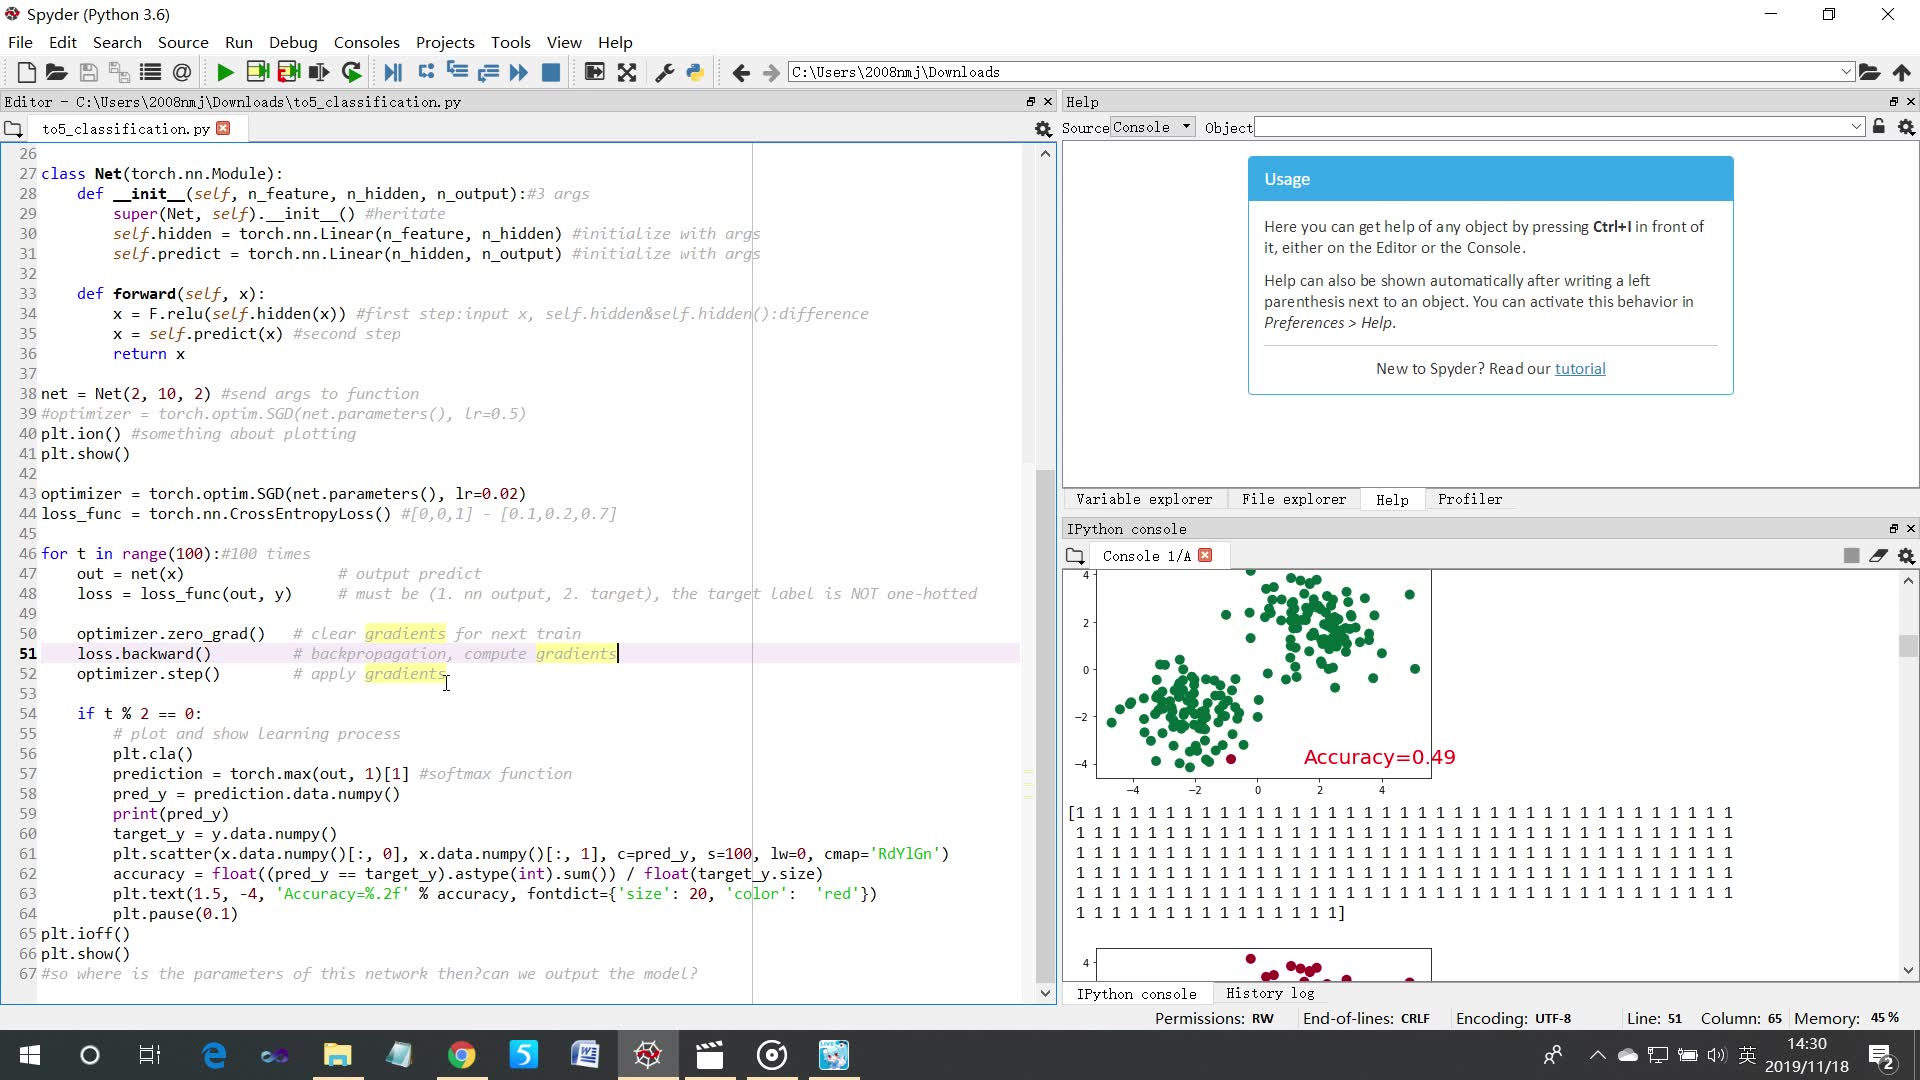 Spyder (Python 3.6)
File Edit Search Source Run Debug Consoles Projects Tools View Help
C:\Users\2008nmj\Downloads
Editor - C:\Users\2008nmj\Downloads\to5_classification.py
to5_classification.py
26
27 class Net(torch.nn.Module):
28     def __init__(self, n_feature, n_hidden, n_output):#3 args
29         super(Net, self).__init__() #heritate
30         self.hidden = torch.nn.Linear(n_feature, n_hidden) #initialize with args
31         self.predict = torch.nn.Linear(n_hidden, n_output) #initialize with args
32
33     def forward(self, x):
34         x = F.relu(self.hidden(x)) #first step:input x, self.hidden&self.hidden():difference
35         x = self.predict(x) #second step
36         return x
37
38 net = Net(2, 10, 2) #send args to function
39 #optimizer = torch.optim.SGD(net.parameters(), lr=0.5)
40 plt.ion() #something about plotting
41 plt.show()
42
43 optimizer = torch.optim.SGD(net.parameters(), lr=0.02)
44 loss_func = torch.nn.CrossEntropyLoss() #[0,0,1] - [0.1,0.2,0.7]
45
46 for t in range(100):#100 times
47     out = net(x)                 # output predict
48     loss = loss_func(out, y)     # must be (1. nn output, 2. target), the target label is NOT one-hotted
49
50     optimizer.zero_grad()   # clear gradients for next train
51     loss.backward()         # backpropagation, compute gradients
52     optimizer.step()        # apply gradients
53
54     if t % 2 == 0:
55         # plot and show learning process
56         plt.cla()
57         prediction = torch.max(out, 1)[1] #softmax function
58         pred_y = prediction.data.numpy()
59         print(pred_y)
60         target_y = y.data.numpy()
61         plt.scatter(x.data.numpy()[:, 0], x.data.numpy()[:, 1], c=pred_y, s=100, lw=0, cmap='RdYlGn')
62         accuracy = float((pred_y == target_y).astype(int).sum()) / float(target_y.size)
63         plt.text(1.5, -4, 'Accuracy=%.2f' % accuracy, fontdict={'size': 20, 'color':  'red'})
64         plt.pause(0.1)
65 plt.ioff()
66 plt.show()
67 #so where is the parameters of this network then?can we output the model?
Help
Source Console Object
Usage
Here you can get help of any object by pressing Ctrl+I in front of
it, either on the Editor or the Console.
Help can also be shown automatically after writing a left
parenthesis next to an object. You can activate this behavior in
Preferences > Help.
New to Spyder? Read our tutorial
Variable explorer File explorer Help Profiler
IPython console
Console 1/A
4
2
0
−2
−4
−4 −2 0 2 4
Accuracy=0.49
[1 1 1 1 1 1 1 1 1 1 1 1 1 1 1 1 1 1 1 1 1 1 1 1 1 1 1 1 1 1 1 1 1 1 1 1 1
1 1 1 1 1 1 1 1 1 1 1 1 1 1 1 1 1 1 1 1 1 1 1 1 1 1 1 1 1 1 1 1 1 1 1 1 1
1 1 1 1 1 1 1 1 1 1 1 1 1 1 1 1 1 1 1 1 1 1 1 1 1 1 1 1 1 1 1 1 1 1 1 1 1
1 1 1 1 1 1 1 1 1 1 1 1 1 1 1 1 1 1 1 1 1 1 1 1 1 1 1 1 1 1 1 1 1 1 1 1 1
1 1 1 1 1 1 1 1 1 1 1 1 1 1 1 1 1 1 1 1 1 1 1 1 1 1 1 1 1 1 1 1 1 1 1 1 1
1 1 1 1 1 1 1 1 1 1 1 1 1 1 1]
4
IPython console History log
Permissions: RW End-of-lines: CRLF Encoding: UTF-8 Line: 51 Column: 65 Memory: 45 %
英
14:30
2019/11/18
2